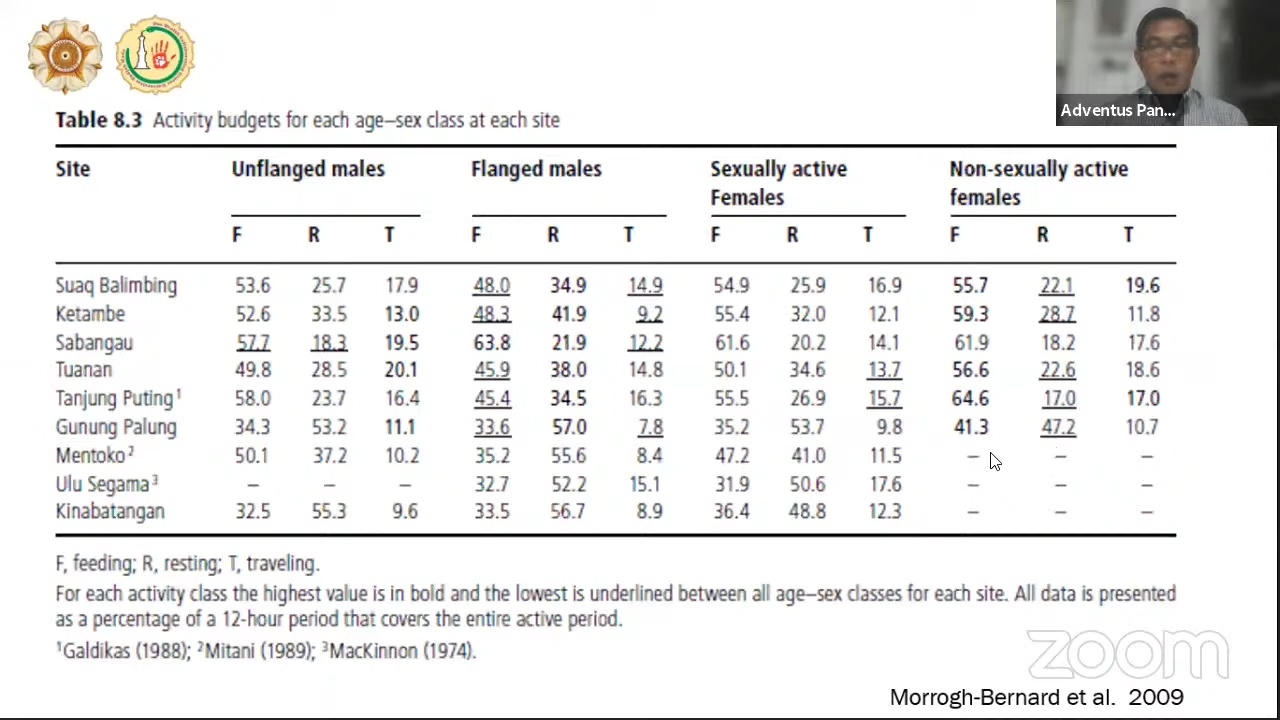 Adventus Pan...
Table 8.3 Activity budgets for each age–sex class at each site
Site Unflanged males Flanged males Sexually active Females Non-sexually active females
F R T F R T F R T F R T
Suaq Balimbing 53.6 25.7 17.9 48.0 34.9 14.9 54.9 25.9 16.9 55.7 22.1 19.6
Ketambe 52.6 33.5 13.0 48.3 41.9 9.2 55.4 32.0 12.1 59.3 28.7 11.8
Sabangau 57.7 18.3 19.5 63.8 21.9 12.2 61.6 20.2 14.1 61.9 18.2 17.6
Tuanan 49.8 28.5 20.1 45.9 38.0 14.8 50.1 34.6 13.7 56.6 22.6 18.6
Tanjung Puting¹ 58.0 23.7 16.4 45.4 34.5 16.3 55.5 26.9 15.7 64.6 17.0 17.0
Gunung Palung 34.3 53.2 11.1 33.6 57.0 7.8 35.2 53.7 9.8 41.3 47.2 10.7
Mentoko² 50.1 37.2 10.2 35.2 55.6 8.4 47.2 41.0 11.5 – – –
Ulu Segama³ – – – 32.7 52.2 15.1 31.9 50.6 17.6 – – –
Kinabatangan 32.5 55.3 9.6 33.5 56.7 8.9 36.4 48.8 12.3 – – –
F, feeding; R, resting; T, traveling.
For each activity class the highest value is in bold and the lowest is underlined between all age–sex classes for each site. All data is presented
as a percentage of a 12-hour period that covers the entire active period.
¹Galdikas (1988); ²Mitani (1989); ³MacKinnon (1974).
zoom
Morrogh-Bernard et al. 2009